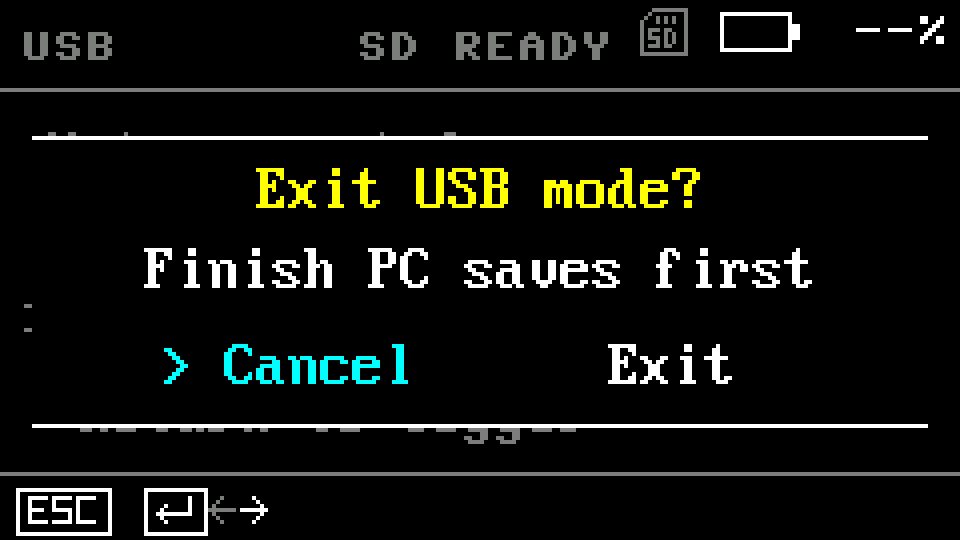 USB SD READY SD --%
Exit USB mode?
Finish PC saves first
> Cancel Exit
ESC